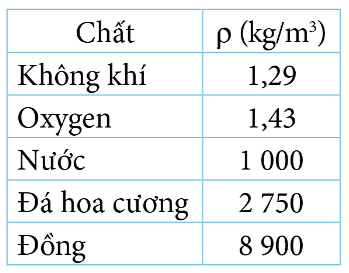 Chất ρ (kg/m³)
Không khí 1,29
Oxygen 1,43
Nước 1 000
Đá hoa cương 2 750
Đồng 8 900